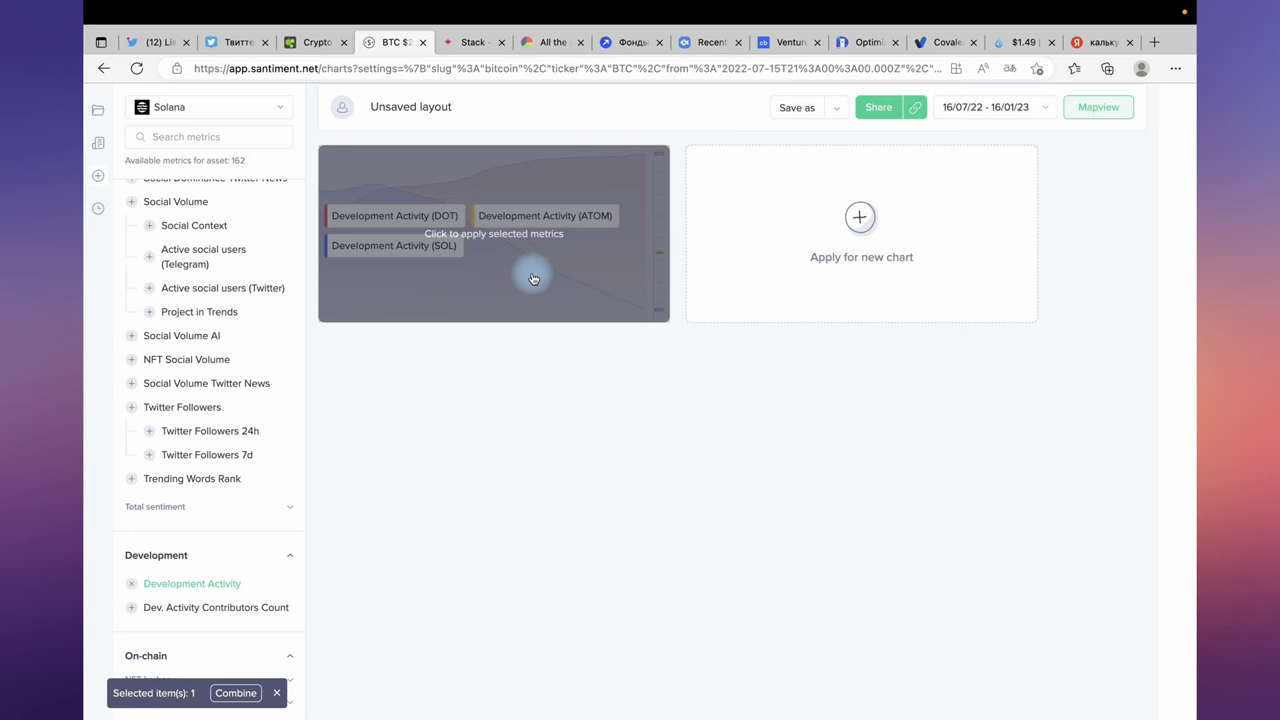 (12) Lis
Твитте
Crypto
BTC $2
Stack -
All the
Фонды
Recent
cb
Ventur
Optimi
Covale
$1.49
кальку
https://app.santiment.net/charts?settings=%7B"slug"%3A"bitcoin"%2C"ticker"%3A"BTC"%2C"from"%3A"2022-07-15T21%3A00%3A00.000Z"%2C"...
Solana
Unsaved layout
Save as
Share
16/07/22 - 16/01/23
Mapview
Search metrics
Available metrics for asset: 162
Social Dominance Twitter News
Social Volume
Social Context
Active social users
(Telegram)
Active social users (Twitter)
Project in Trends
Social Volume AI
NFT Social Volume
Social Volume Twitter News
Twitter Followers
Twitter Followers 24h
Twitter Followers 7d
Trending Words Rank
Total sentiment
Development
Development Activity
Dev. Activity Contributors Count
On-chain
Selected item(s): 1
Combine
Development Activity (DOT)
Development Activity (ATOM)
Click to apply selected metrics
Development Activity (SOL)
Apply for new chart